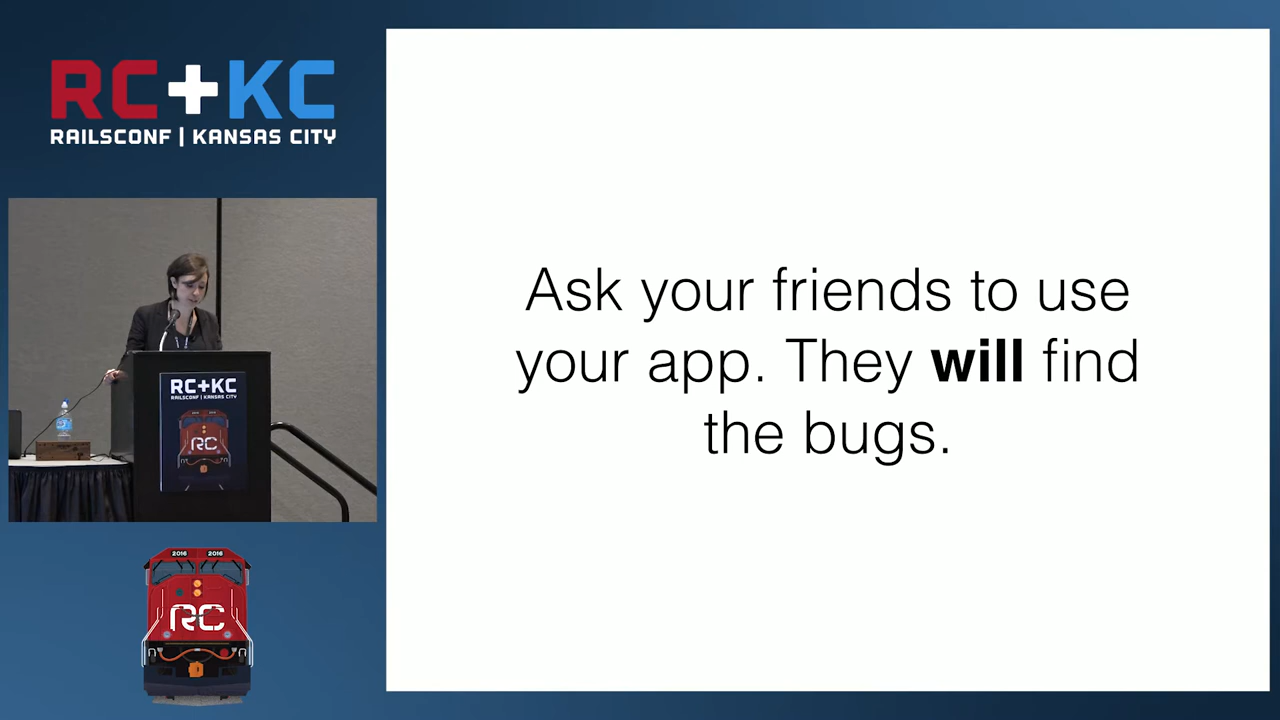 RC+KC
RAILSCONF | KANSAS CITY
Ask your friends to use
your app. They will find
the bugs.
RC+KC
RAILSCONF | KANSAS CITY
RC
2016 2016
RC